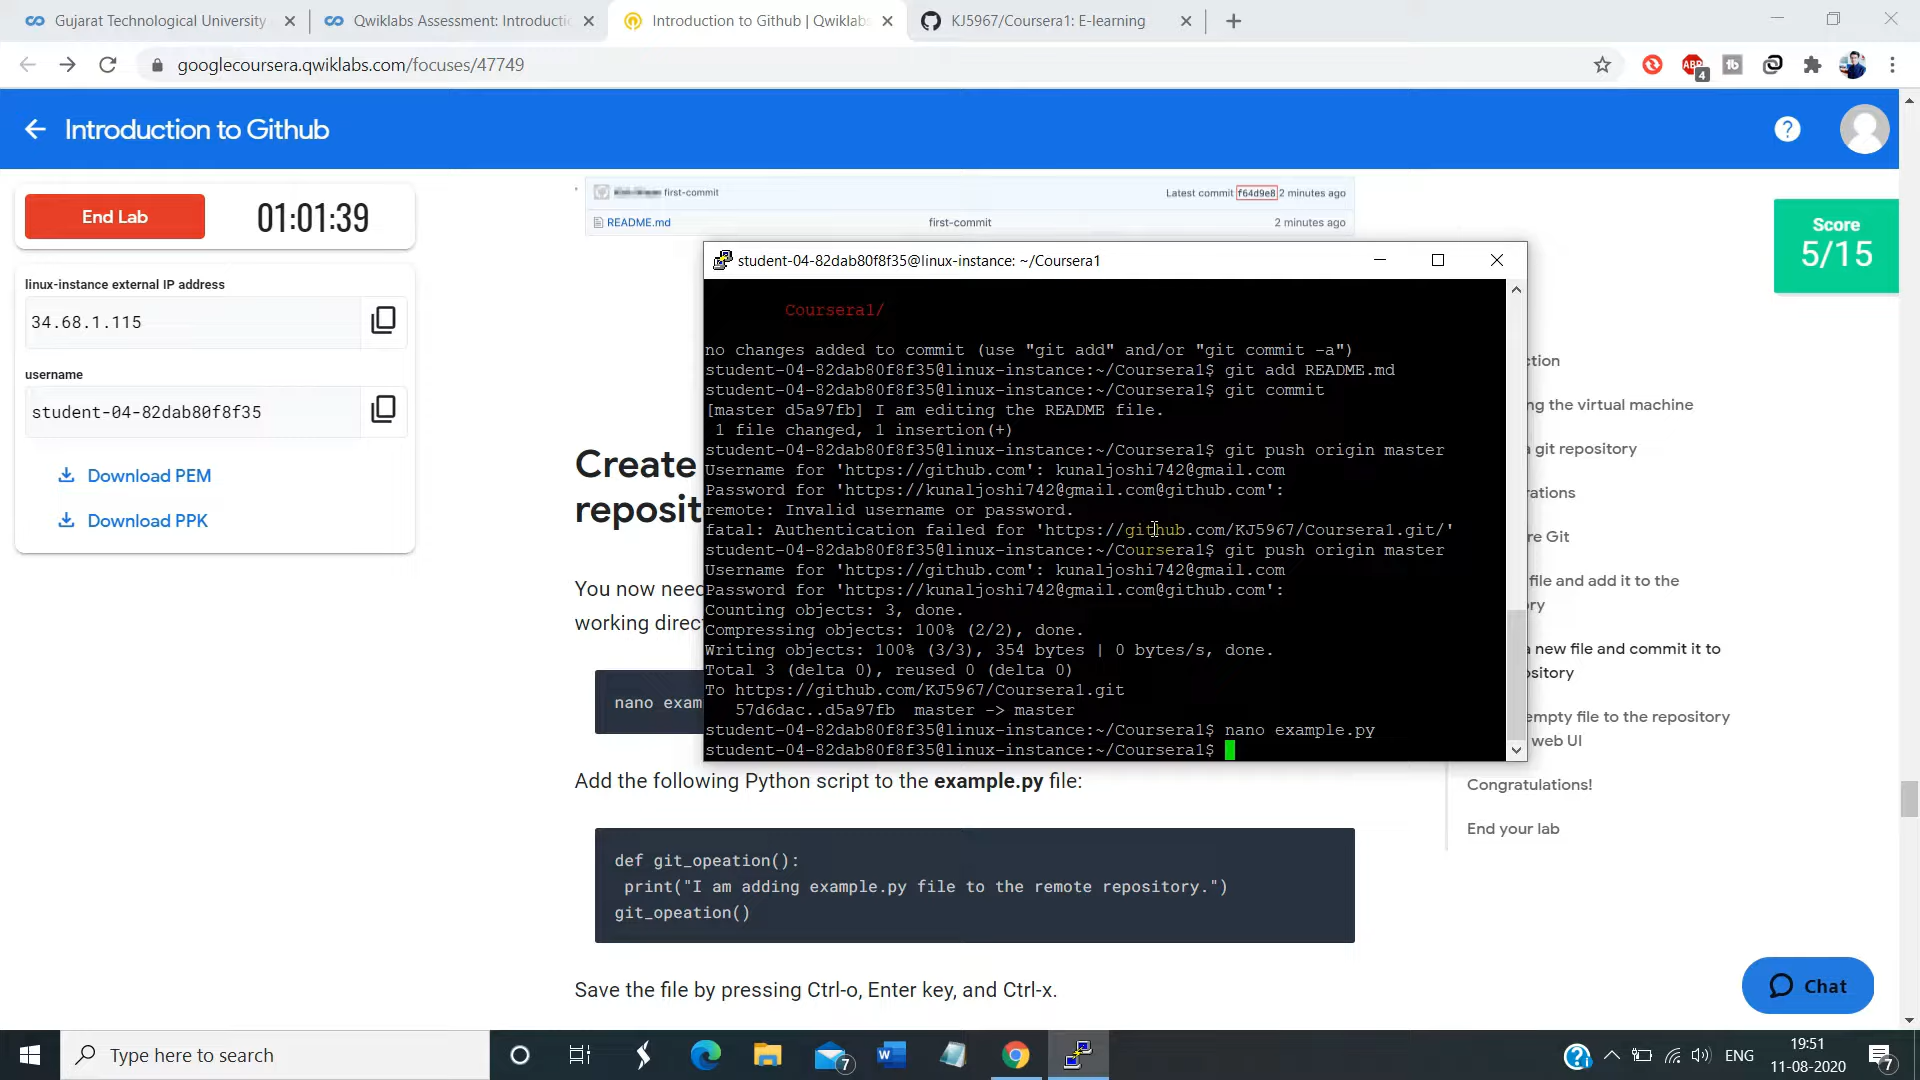 Gujarat Technological University
Qwiklabs Assessment: Introductio
Introduction to Github | Qwiklabs
KJ5967/Coursera1: E-learning
googlecoursera.qwiklabs.com/focuses/47749
ABP
4
tb
Introduction to Github
?
End Lab
01:01:39
linux-instance external IP address
34.68.1.115
username
student-04-82dab80f8f35
Download PEM
Download PPK
first-commit
Latest commit f64d9e8 2 minutes ago
README.md
first-commit
2 minutes ago
Score
5/15
student-04-82dab80f8f35@linux-instance: ~/Coursera1
Coursera1/
no changes added to commit (use "git add" and/or "git commit -a")
student-04-82dab80f8f35@linux-instance:~/Coursera1$ git add README.md
student-04-82dab80f8f35@linux-instance:~/Coursera1$ git commit
[master d5a97fb] I am editing the README file.
1 file changed, 1 insertion(+)
student-04-82dab80f8f35@linux-instance:~/Coursera1$ git push origin master
Username for 'https://github.com': kunaljoshi742@gmail.com
Password for 'https://kunaljoshi742@gmail.com@github.com':
remote: Invalid username or password.
fatal: Authentication failed for 'https://github.com/KJ5967/Coursera1.git/'
student-04-82dab80f8f35@linux-instance:~/Coursera1$ git push origin master
Username for 'https://github.com': kunaljoshi742@gmail.com
Password for 'https://kunaljoshi742@gmail.com@github.com':
Counting objects: 3, done.
Compressing objects: 100% (2/2), done.
Writing objects: 100% (3/3), 354 bytes | 0 bytes/s, done.
Total 3 (delta 0), reused 0 (delta 0)
To https://github.com/KJ5967/Coursera1.git
57d6dac..d5a97fb  master -> master
student-04-82dab80f8f35@linux-instance:~/Coursera1$ nano example.py
student-04-82dab80f8f35@linux-instance:~/Coursera1$
Create
reposit
You now need
working direc
nano exam
Add the following Python script to the example.py file:
def git_opeation():
print("I am adding example.py file to the remote repository.")
git_opeation()
Save the file by pressing Ctrl-o, Enter key, and Ctrl-x.
ction
ng the virtual machine
a git repository
rations
re Git
file and add it to the
ry
a new file and commit it to
ository
empty file to the repository
web UI
Congratulations!
End your lab
Chat
Type here to search
7
W
ENG
19:51
11-08-2020
7